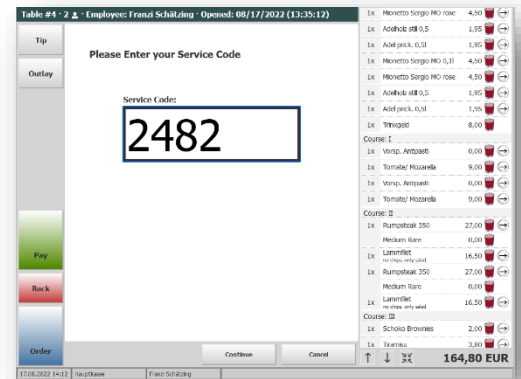 Table #4 · 2 · Employee: Franzi Schätzing · Opened: 08/17/2022 (13:35:12)
Tip
Outlay
Pay
Back
Order
Please Enter your Service Code
Service Code:
2482
Continue
Cancel
1x Mionetto Sergio MO rose 4,50
1x Adelholz still 0,5 1,95
1x Adel prick. 0,5l 1,95
1x Mionetto Sergio MO 0,1l 4,50
1x Mionetto Sergio MO rose 4,50
1x Adelholz still 0,5 1,95
1x Adel prick. 0,5l 1,95
1x Trinkgeld 8,00
Course: I
1x Vorsp. Antipasti 0,00
1x Tomate/ Mozarella 9,00
1x Vorsp. Antipasti 0,00
1x Tomate/ Mozarella 9,00
Course: II
1x Rumpsteak 350 27,00
Medium Rare 0,00
1x Lammfilet 16,50
no chips, only salad
1x Rumpsteak 350 27,00
Medium Rare 0,00
1x Lammfilet 16,50
no chips, only salad
Course: III
1x Schoko Brownies 2,00
1x Tiramisu 3,80
164,80 EUR
17.08.2022 14:12 Hauptkasse Franzi Schätzing